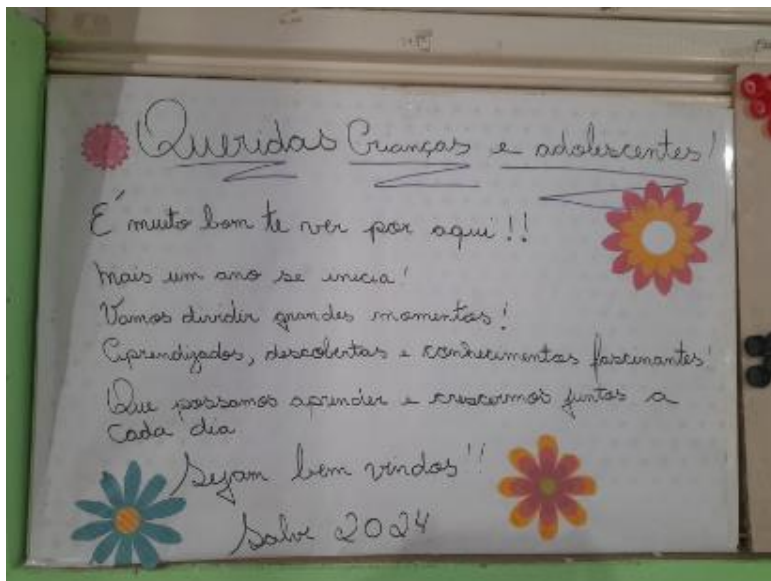 Queridas Crianças e adolescentes!
É muito bom te ver por aqui!!
Mais um ano se inicia!
Vamos dividir grandes momentos!
Aprendizados, descobertas e conhecimentos fascinantes!
Que possamos aprender e crescermos juntos a
cada dia
Sejam bem vindos!!
Salve 2024